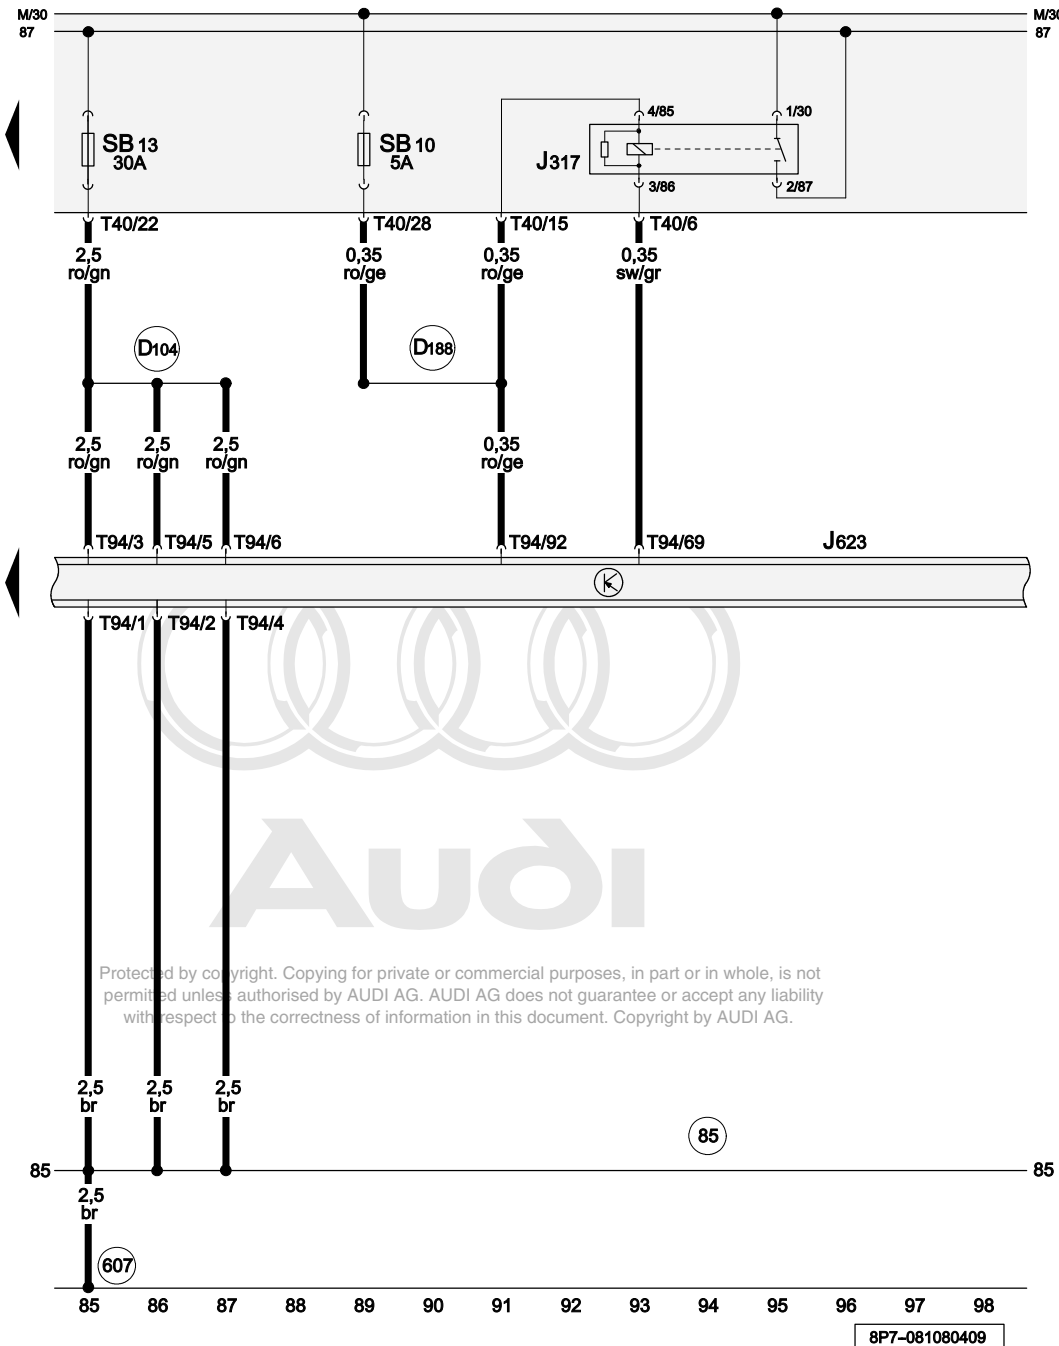 M/30 M/30
87 87
4/85 1/30
SB 13 SB 10
30A 5A J317
3/86 2/87
T40/22 T40/28 T40/15 T40/6
2,5 0,35 0,35 0,35
ro/gn ro/ge ro/ge sw/gr
D104 D188
2,5 2,5 2,5 0,35
ro/gn ro/gn ro/gn ro/ge
T94/3 T94/5 T94/6 T94/92 T94/69 J623
T94/1 T94/2 T94/4
Audi
Protected by copyright. Copying for private or commercial purposes, in part or in whole, is not
permitted unless authorised by AUDI AG. AUDI AG does not guarantee or accept any liability
with respect to the correctness of information in this document. Copyright by AUDI AG.
2,5 2,5 2,5
br br br
85
85 85
2,5
br
607
85 86 87 88 89 90 91 92 93 94 95 96 97 98
8P7-081080409